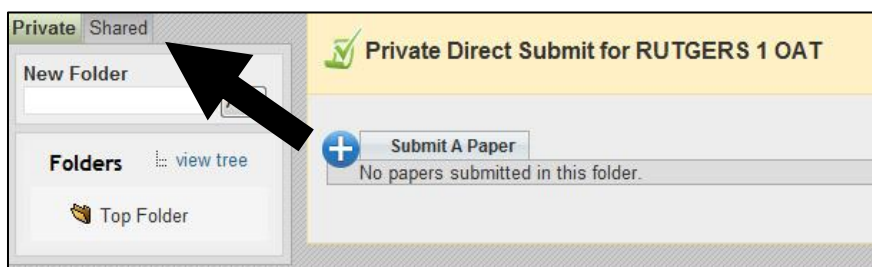 Private Shared
New Folder
Folders view tree
Top Folder
Private Direct Submit for RUTGERS 1 OAT
Submit A Paper
No papers submitted in this folder.